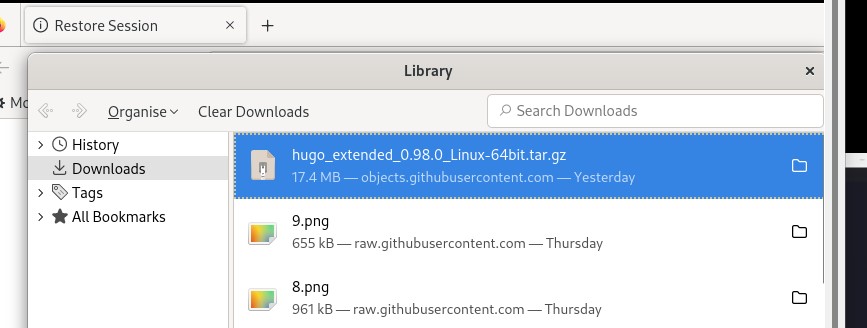 Restore Session
Library
Mo
Organise
Clear Downloads
Search Downloads
History
Downloads
Tags
All Bookmarks
hugo_extended_0.98.0_Linux-64bit.tar.gz
17.4 MB — objects.githubusercontent.com — Yesterday
9.png
655 kB — raw.githubusercontent.com — Thursday
8.png
961 kB — raw.githubusercontent.com — Thursday